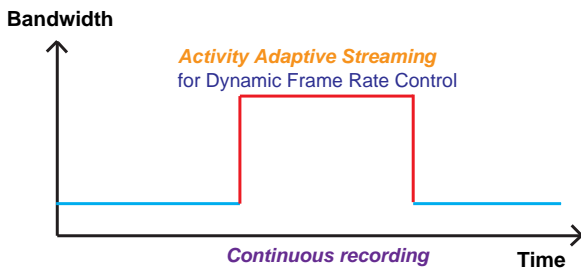 Bandwidth
Activity Adaptive Streaming
for Dynamic Frame Rate Control
Continuous recording
Time